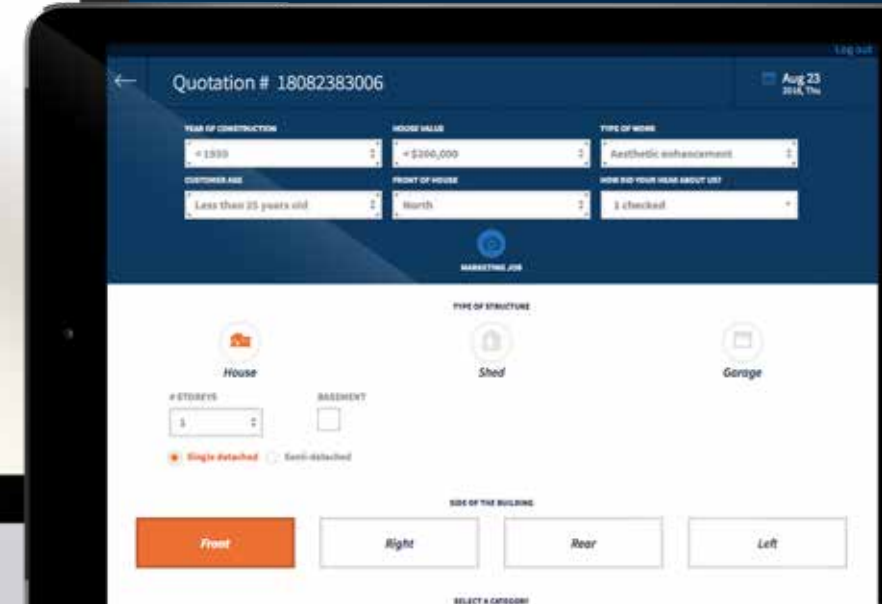 Log out
← Quotation # 18082383006
Aug 23
2018, Thu
YEAR OF CONSTRUCTION HOUSE VALUE TYPE OF WORK
<$200,000 Aesthetic enhancement
CUSTOMER AGE FRONT OF HOUSE HOW DID YOUR HEAR ABOUT US?
Less than 35 years old North 1 checked
MARKETING JOB
TYPE OF STRUCTURE
House Shed Garage
# STOREYS BASEMENT
1
Single detached Semi-detached
SIDE OF THE BUILDING
Front Right Rear Left
SELECT A CATEGORY